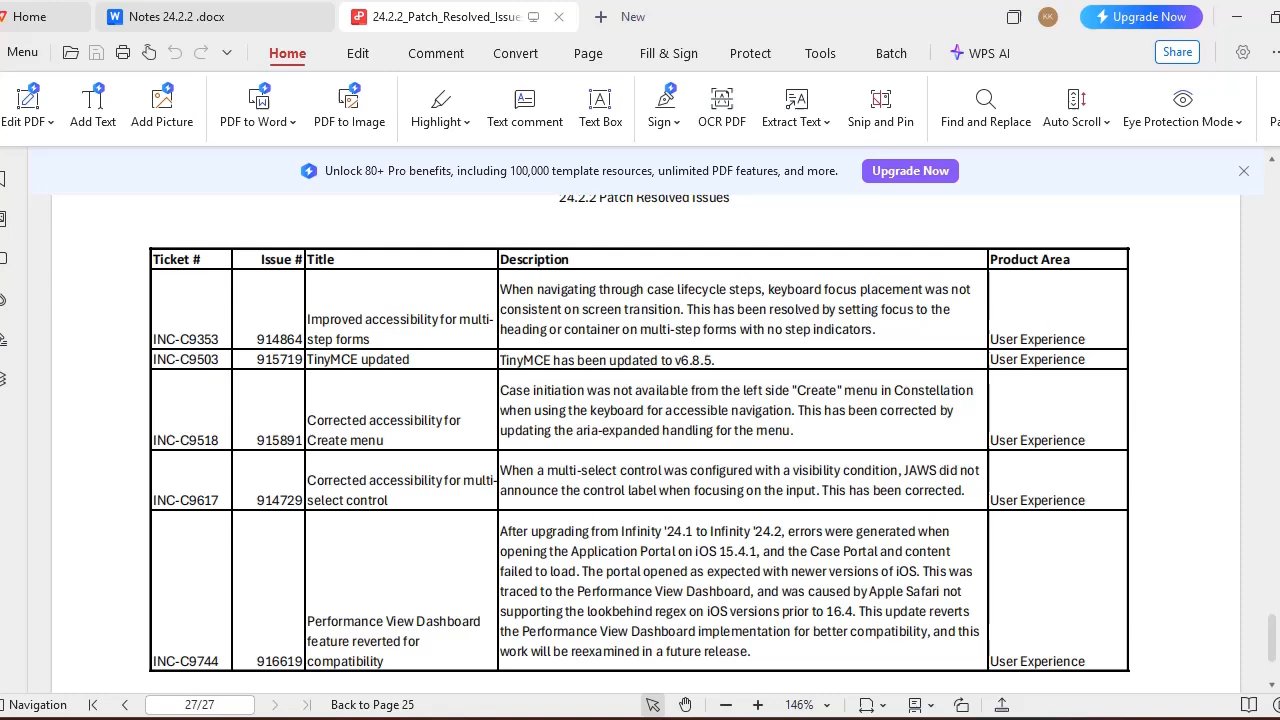 Home
Notes 24.2.2 .docx
24.2.2_Patch_Resolved_Issue
New
KK
Upgrade Now
Menu
Home
Edit
Comment
Convert
Page
Fill & Sign
Protect
Tools
Batch
WPS AI
Share
Edit PDF
Add Text
Add Picture
PDF to Word
PDF to Image
Highlight
Text comment
Text Box
Sign
OCR PDF
Extract Text
Snip and Pin
Find and Replace
Auto Scroll
Eye Protection Mode
Pa
Unlock 80+ Pro benefits, including 100,000 template resources, unlimited PDF features, and more.
Upgrade Now
24.2.2 Patch Resolved Issues
Ticket # Issue # Title Description Product Area
When navigating through case lifecycle steps, keyboard focus placement was not
consistent on screen transition. This has been resolved by setting focus to the
heading or container on multi-step forms with no step indicators.
Improved accessibility for multi-
step forms
INC-C9353 914864
User Experience
INC-C9503 915719 TinyMCE updated TinyMCE has been updated to v6.8.5. User Experience
Case initiation was not available from the left side "Create" menu in Constellation
when using the keyboard for accessible navigation. This has been corrected by
updating the aria-expanded handling for the menu.
Corrected accessibility for
Create menu
INC-C9518 915891
User Experience
When a multi-select control was configured with a visibility condition, JAWS did not
announce the control label when focusing on the input. This has been corrected.
Corrected accessibility for multi-
select control
INC-C9617 914729
User Experience
After upgrading from Infinity '24.1 to Infinity '24.2, errors were generated when
opening the Application Portal on iOS 15.4.1, and the Case Portal and content
failed to load. The portal opened as expected with newer versions of iOS. This was
traced to the Performance View Dashboard, and was caused by Apple Safari not
supporting the lookbehind regex on iOS versions prior to 16.4. This update reverts
the Performance View Dashboard implementation for better compatibility, and this
work will be reexamined in a future release.
Performance View Dashboard
feature reverted for
compatibility
INC-C9744 916619
User Experience
Navigation
27/27
Back to Page 25
146%